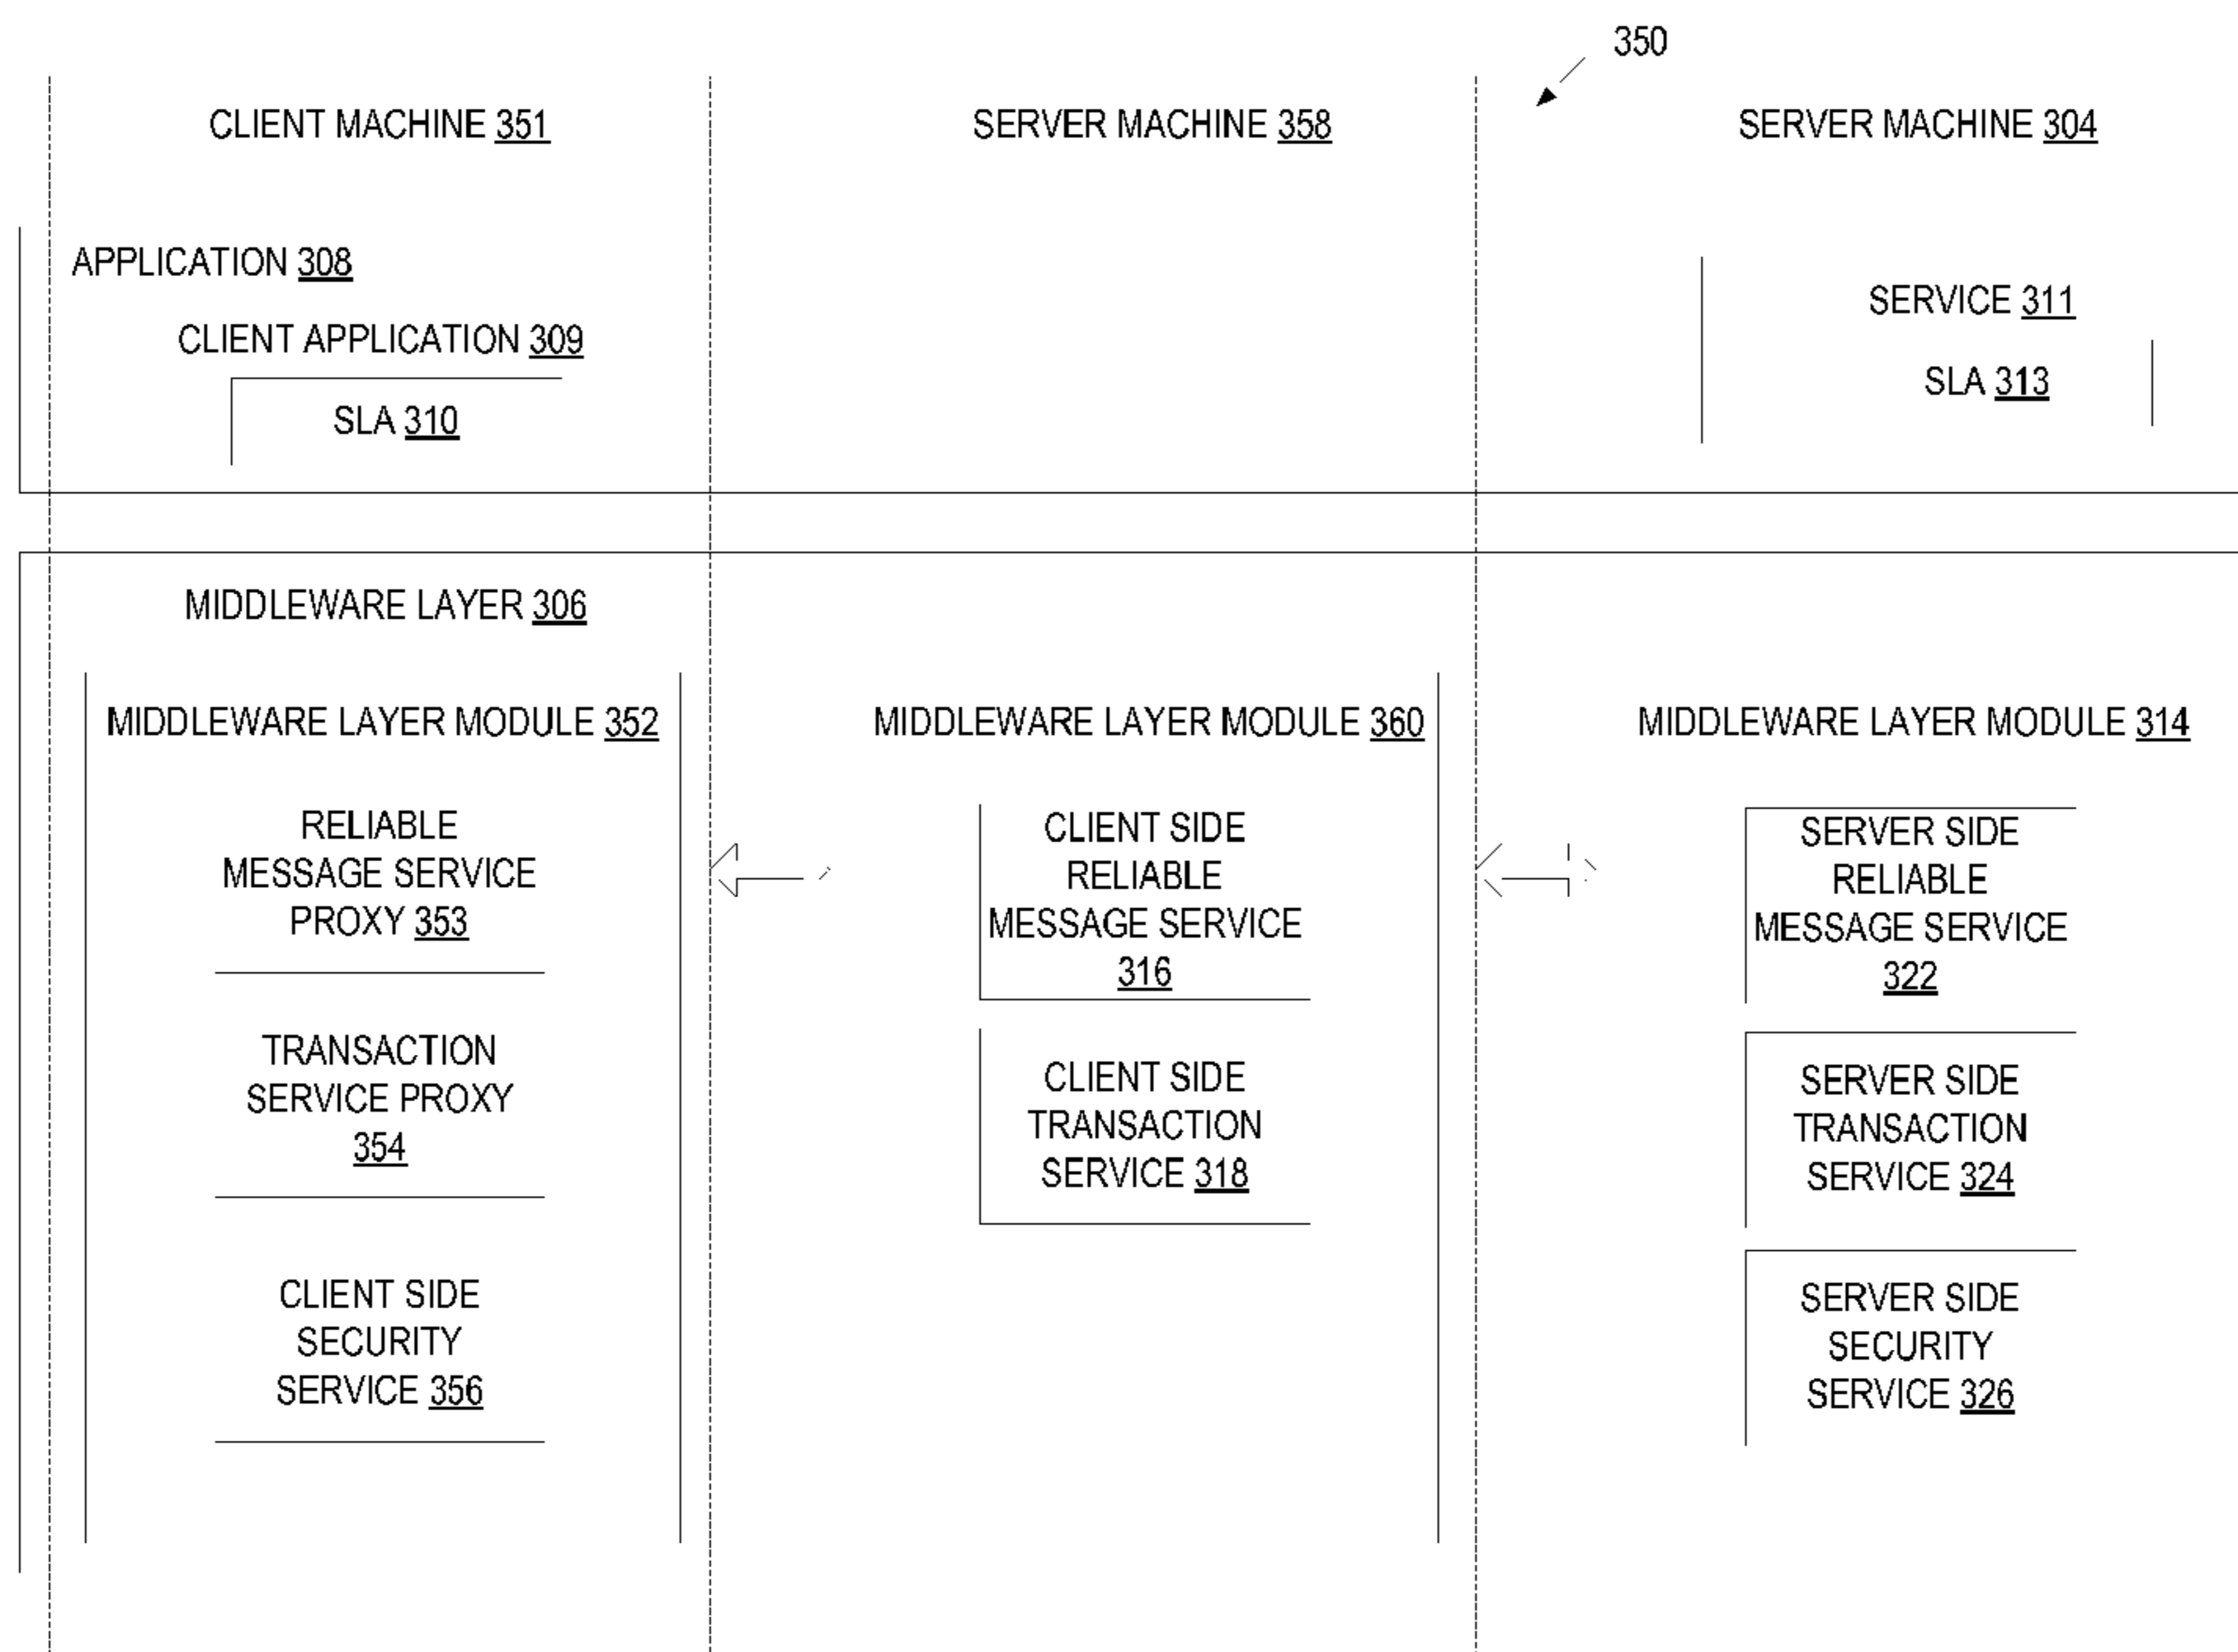 350
CLIENT MACHINE 351
SERVER MACHINE 358
SERVER MACHINE 304
APPLICATION 308
CLIENT APPLICATION 309
SLA 310
SERVICE 311
SLA 313
MIDDLEWARE LAYER 306
MIDDLEWARE LAYER MODULE 352
RELIABLE
MESSAGE SERVICE
PROXY 353
TRANSACTION
SERVICE PROXY
354
CLIENT SIDE
SECURITY
SERVICE 356
MIDDLEWARE LAYER MODULE 360
CLIENT SIDE
RELIABLE
MESSAGE SERVICE
316
CLIENT SIDE
TRANSACTION
SERVICE 318
MIDDLEWARE LAYER MODULE 314
SERVER SIDE
RELIABLE
MESSAGE SERVICE
322
SERVER SIDE
TRANSACTION
SERVICE 324
SERVER SIDE
SECURITY
SERVICE 326